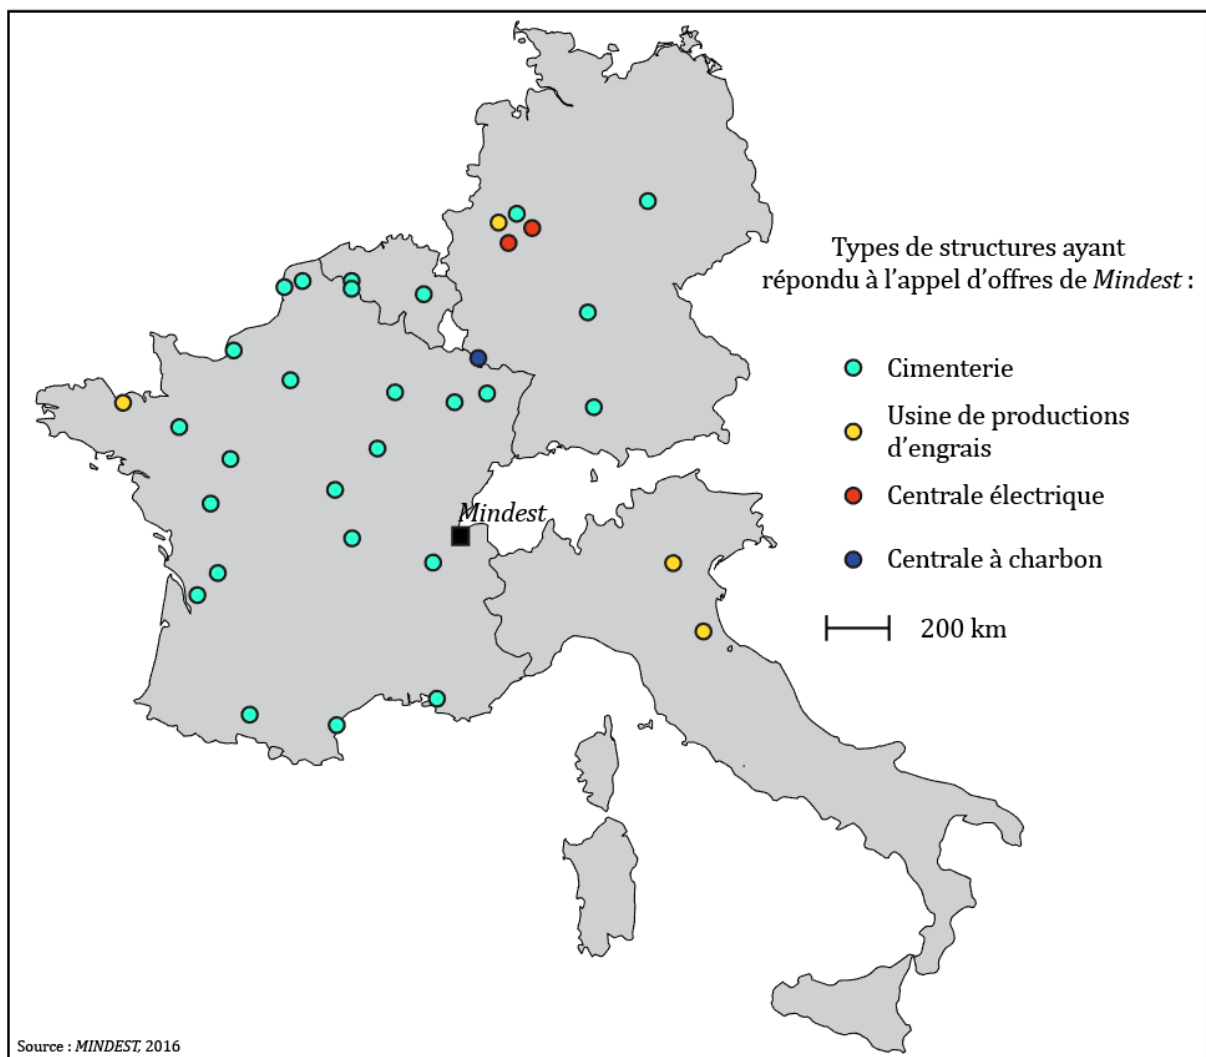 Types de structures ayant
répondu à l'appel d'offres de Mindest :
Cimenterie
Usine de productions
d'engrais
Centrale électrique
Mindest
Centrale à charbon
200 km
Source : MINDEST, 2016